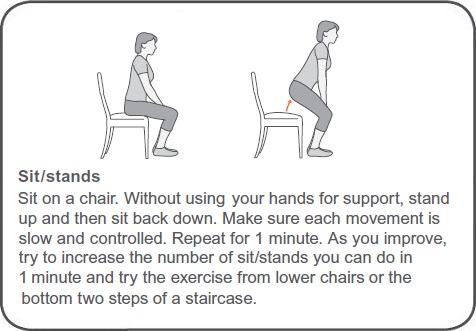 Sit/stands
Sit on a chair. Without using your hands for support, stand
up and then sit back down. Make sure each movement is
slow and controlled. Repeat for 1 minute. As you improve,
try to increase the number of sit/stands you can do in
1 minute and try the exercise from lower chairs or the
bottom two steps of a staircase.